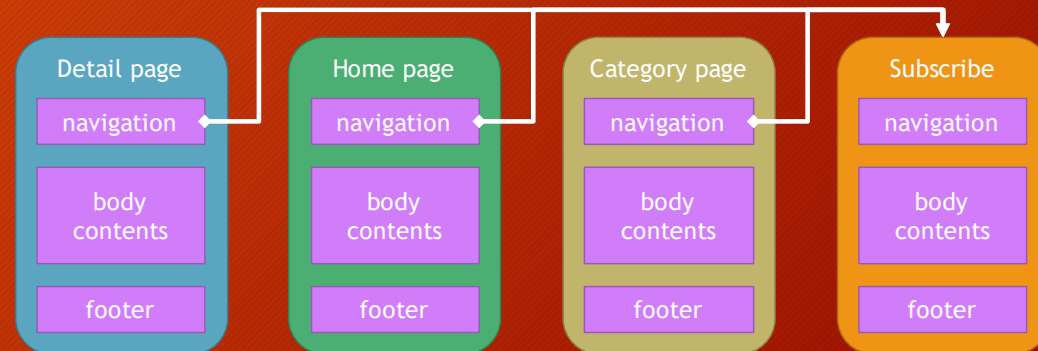 Detail page
navigation
body
contents
footer
Home page
navigation
body
contents
footer
Category page
navigation
body
contents
footer
Subscribe
navigation
body
contents
footer